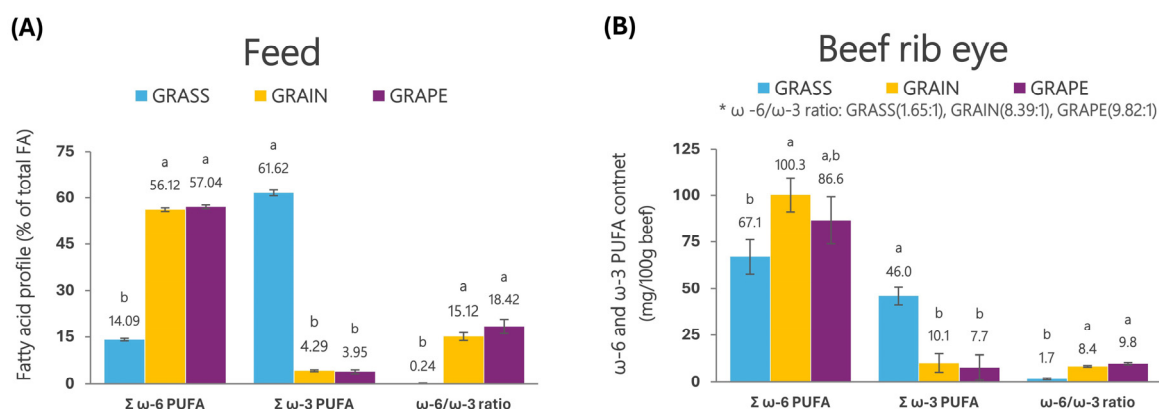 (A)
Feed
GRASS GRAIN GRAPE
Fatty acid profile (% of total FA)
75
60
45
30
15
0
b
14.09
a
56.12
a
57.04
a
61.62
b
4.29
b
3.95
b
0.24
a
15.12
a
18.42
Σ ω-6 PUFA Σ ω-3 PUFA ω-6/ω-3 ratio
(B)
Beef rib eye
GRASS GRAIN GRAPE
* ω -6/ω-3 ratio: GRASS(1.65:1), GRAIN(8.39:1), GRAPE(9.82:1)
ω-6 and ω-3 PUFA contnet
(mg/100g beef)
125
100
75
50
25
0
b
67.1
a
100.3
a,b
86.6
a
46.0
b
10.1
b
7.7
b
1.7
a
8.4
a
9.8
Σ ω-6 PUFA Σ ω-3 PUFA ω-6/ω-3 ratio